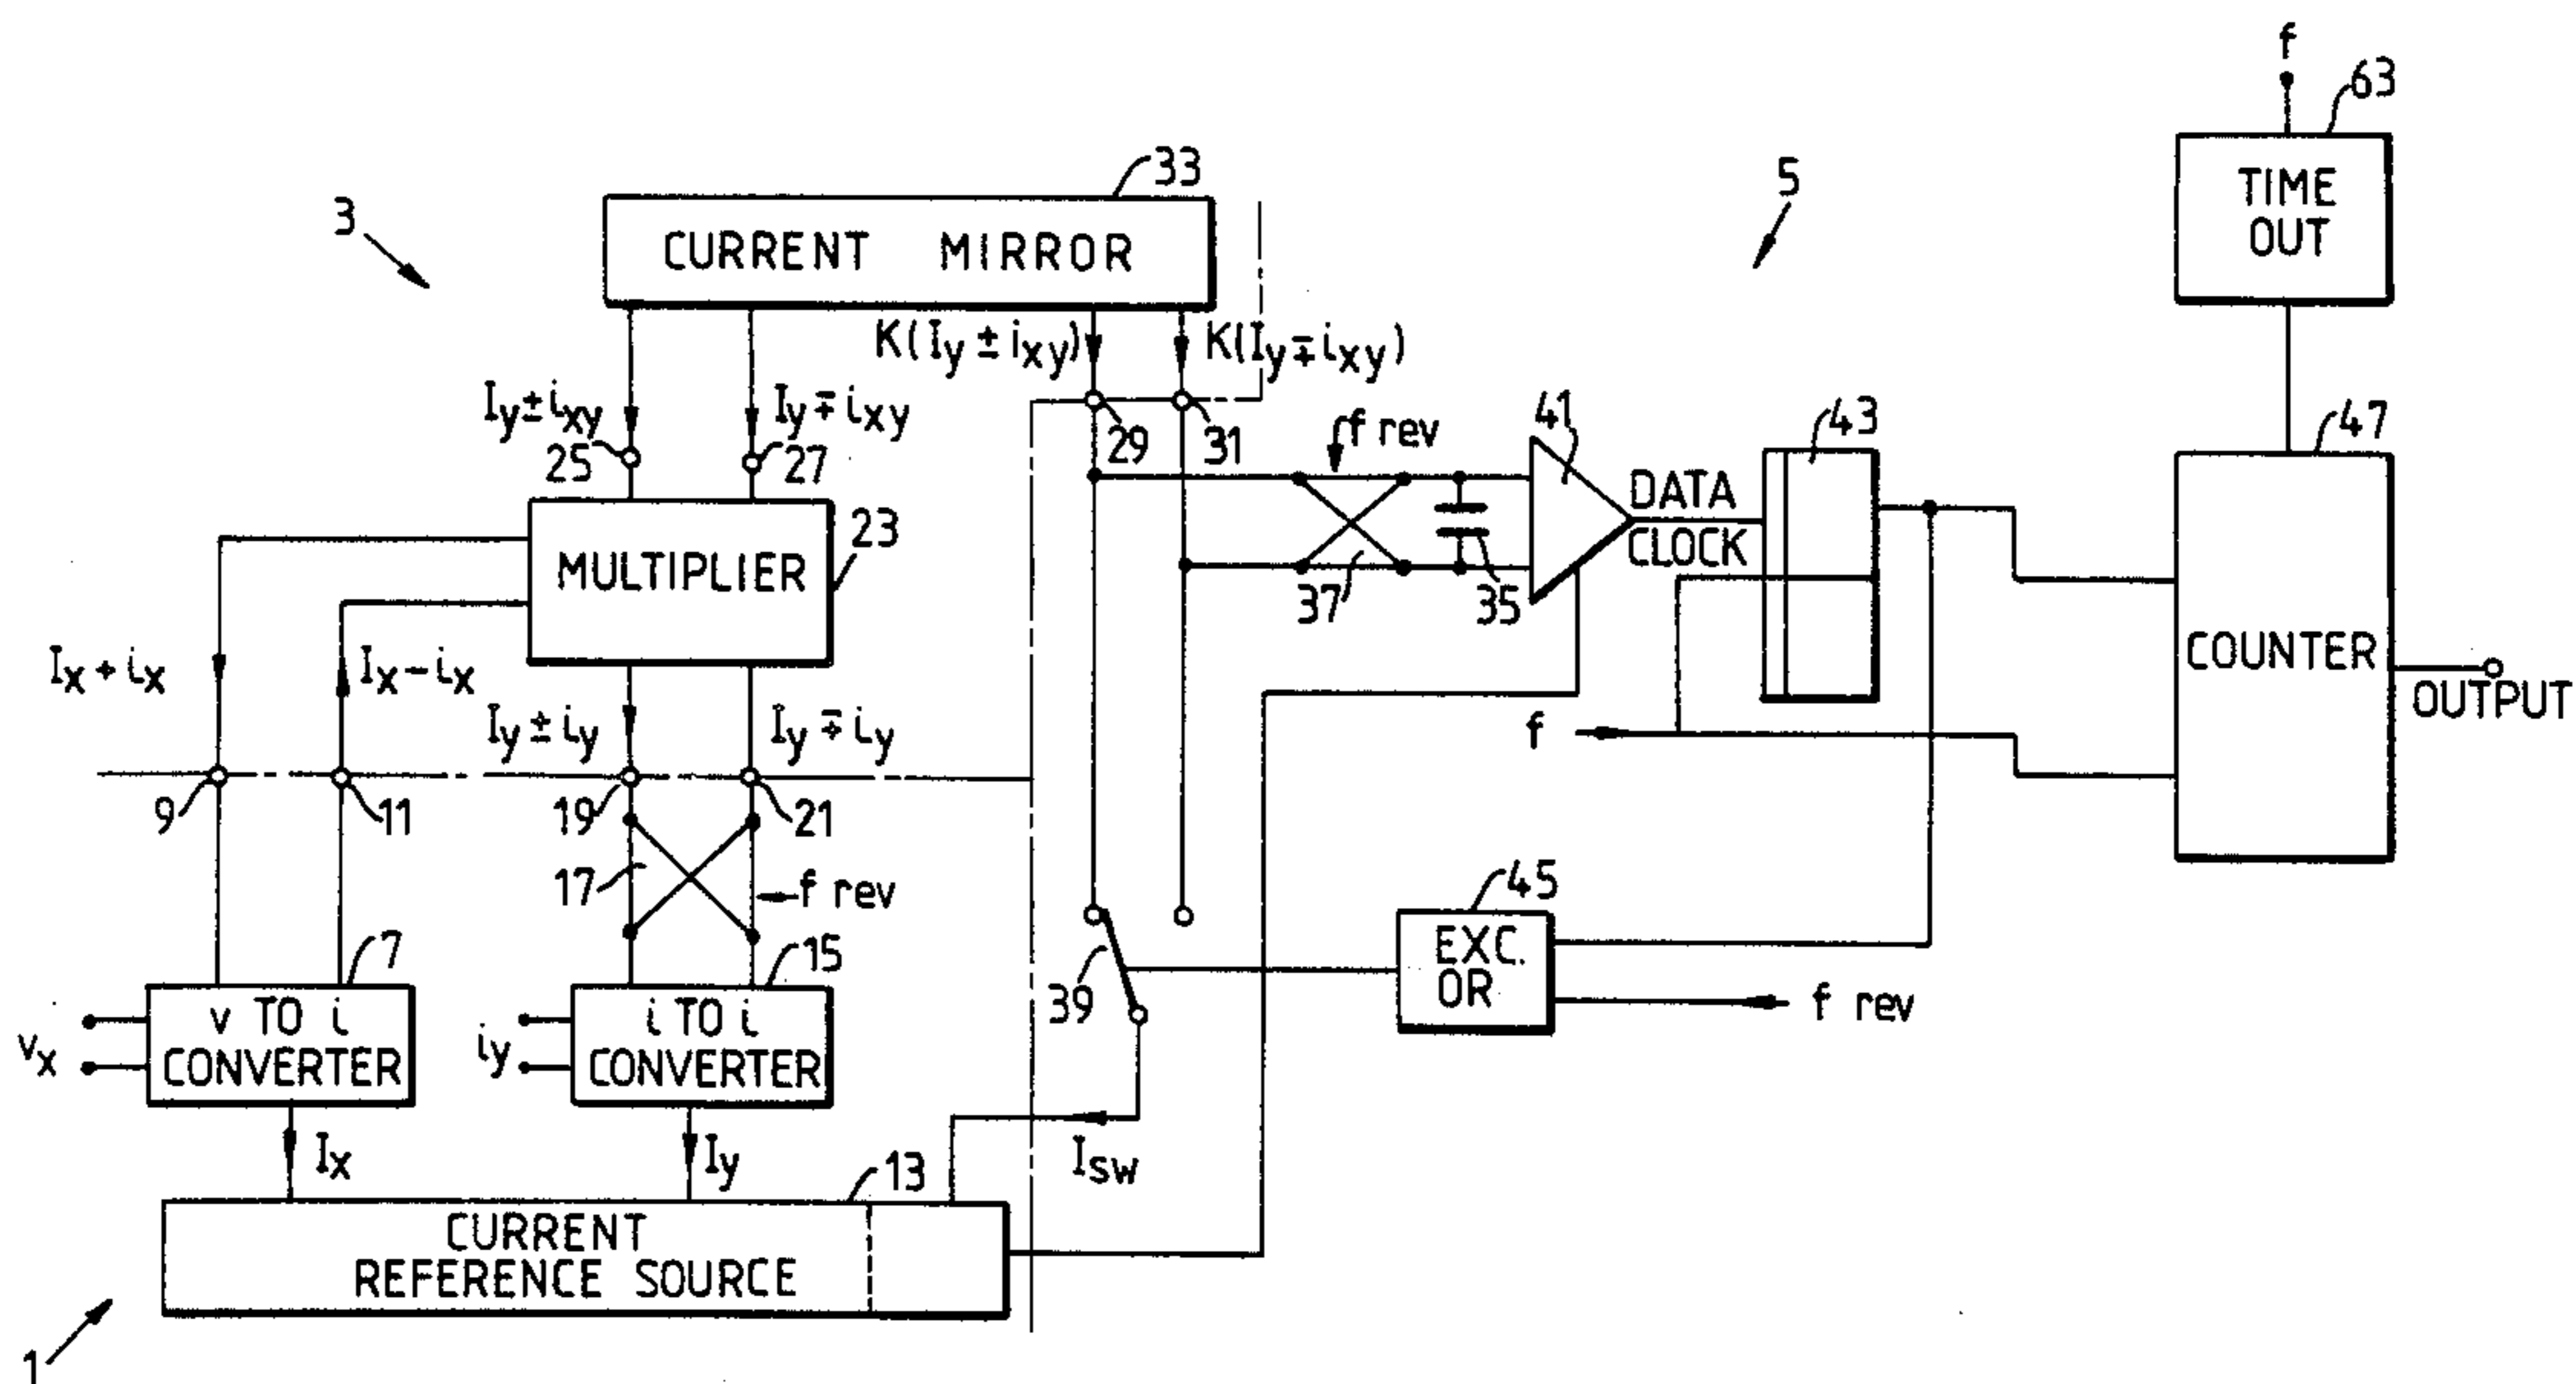 f
63
TIME
OUT
33
5
3
CURRENT MIRROR
K(Iy ± ixy)
K(Iy ∓ ixy)
Iy ± ixy
Iy ∓ ixy
25
27
29
31
f rev
41
43
47
DATA
CLOCK
23
MULTIPLIER
37
35
COUNTER
OUTPUT
Ix + ix
Ix − ix
Iy ± iy
Iy ∓ iy
f
9
11
19
21
17
f rev
45
EXC.
OR
7
15
39
f rev
vx
v TO i
CONVERTER
iy
i TO i
CONVERTER
Ix
Iy
Isw
13
CURRENT
REFERENCE SOURCE
1